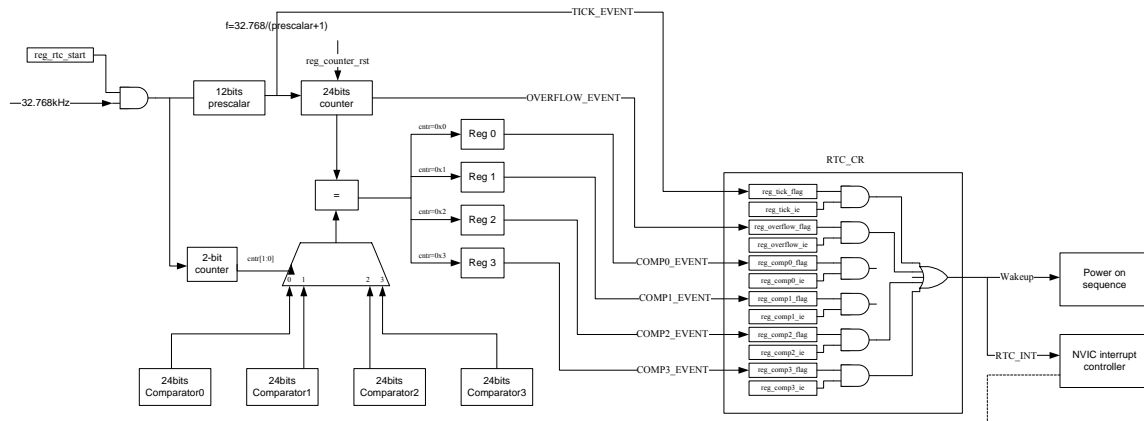 TICK_EVENT
f=32.768/(prescalar+1)
reg_rtc_start
reg_counter_rst
32.768kHz
12bits
prescalar
24bits
counter
OVERFLOW_EVENT
cntr=0x0
Reg 0
RTC_CR
cntr=0x1
Reg 1
=
cntr=0x2
Reg 2
cntr=0x3
Reg 3
2-bit
counter
cntr[1:0]
0
1
2
3
COMP0_EVENT
COMP1_EVENT
COMP2_EVENT
COMP3_EVENT
reg_tick_flag
reg_tick_ie
reg_overflow_flag
reg_overflow_ie
reg_comp0_flag
reg_comp0_ie
reg_comp1_flag
reg_comp1_ie
reg_comp2_flag
reg_comp2_ie
reg_comp3_flag
reg_comp3_ie
Wakeup
Power on
sequence
RTC_INT
NVIC interrupt
controller
24bits
Comparator0
24bits
Comparator1
24bits
Comparator2
24bits
Comparator3